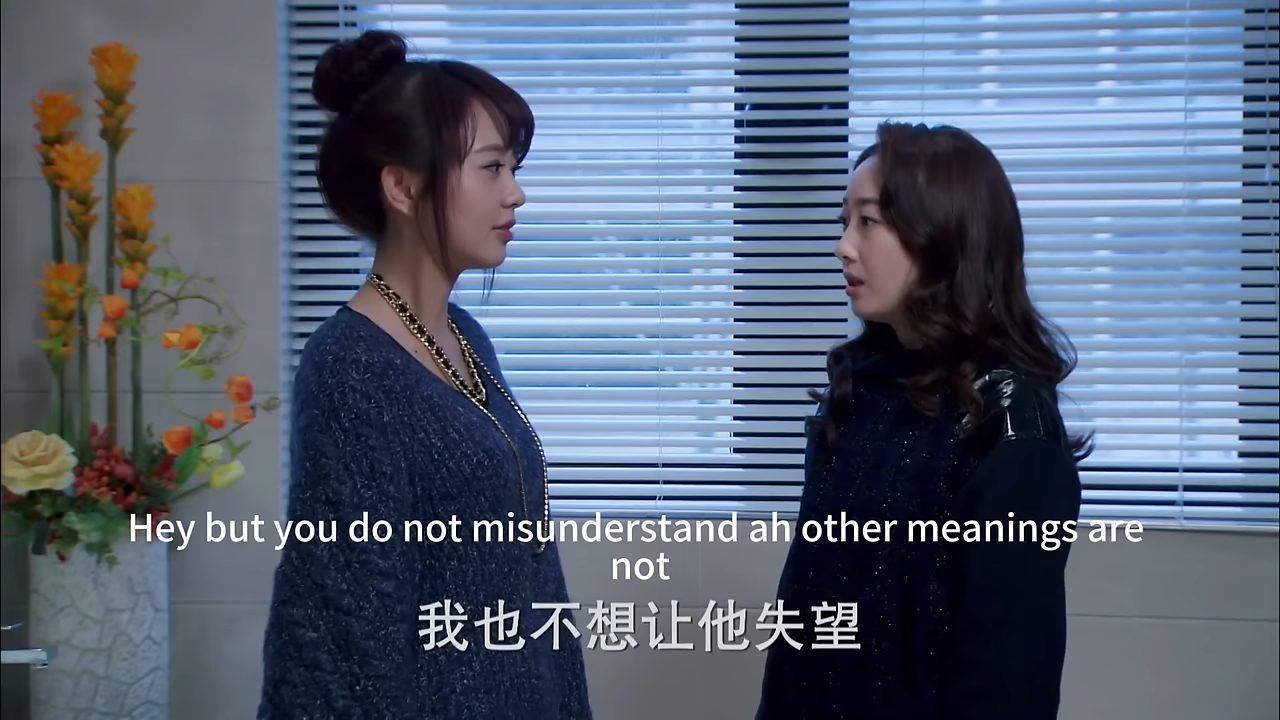 Hey but you do not misunderstand ah other meanings are
not
我也不想让他失望